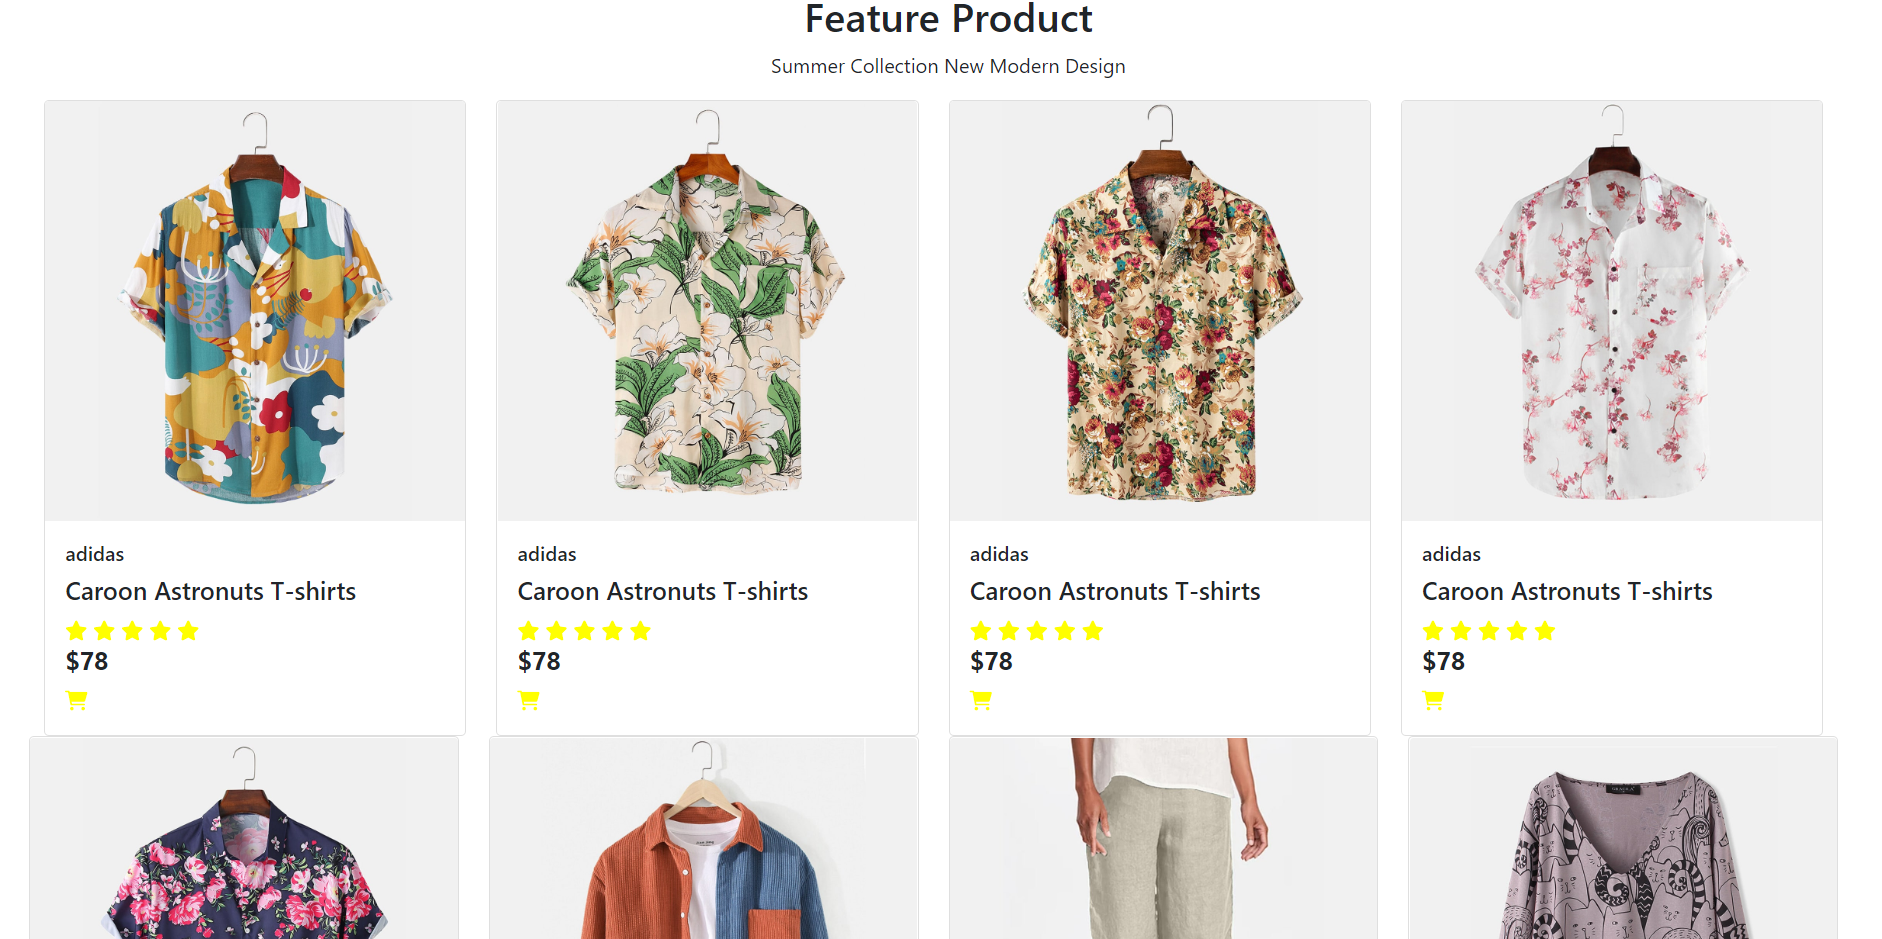 Feature Product
Summer Collection New Modern Design
adidas
Caroon Astronuts T-shirts
$78
adidas
Caroon Astronuts T-shirts
$78
adidas
Caroon Astronuts T-shirts
$78
adidas
Caroon Astronuts T-shirts
$78